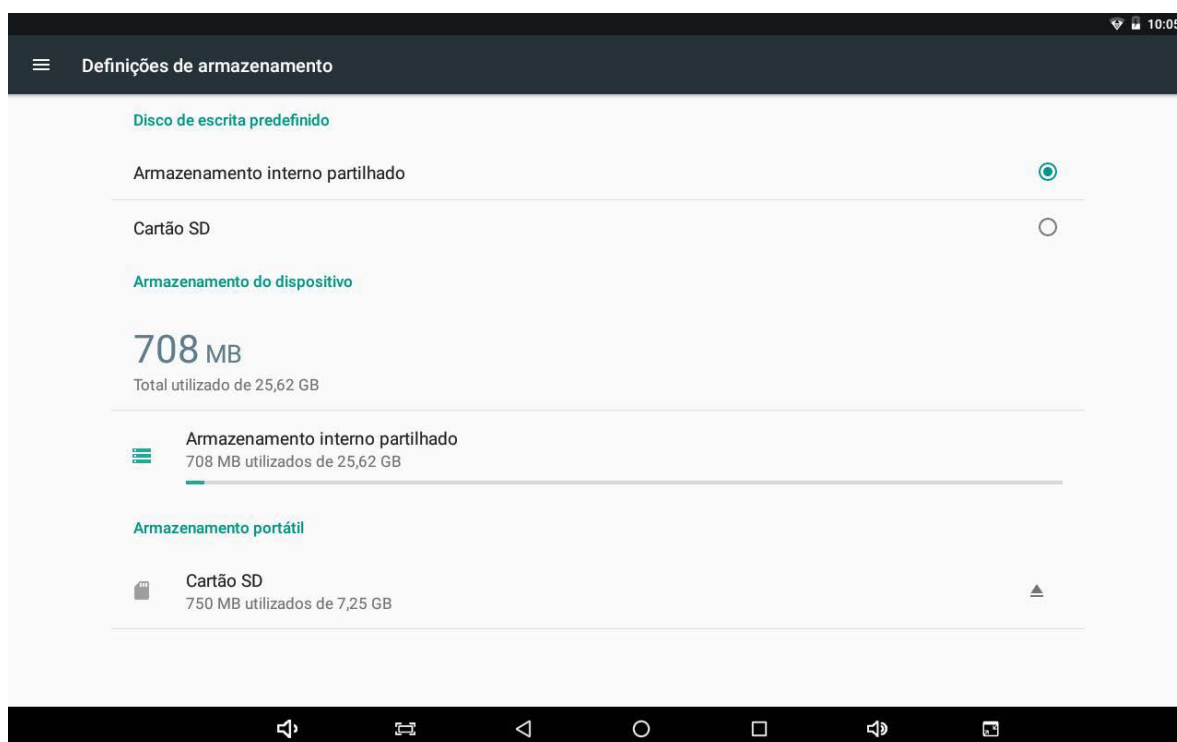 10:05
Definições de armazenamento
Disco de escrita predefinido
Armazenamento interno partilhado
Cartão SD
Armazenamento do dispositivo
708 MB
Total utilizado de 25,62 GB
Armazenamento interno partilhado
708 MB utilizados de 25,62 GB
Armazenamento portátil
Cartão SD
750 MB utilizados de 7,25 GB